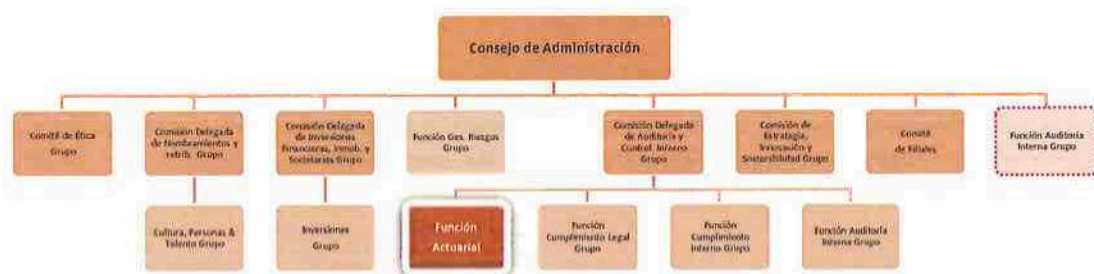 Consejo de Administración
Comité de Ética
Grupo
Comisión Delegada
de Nombramientos y
retrib. Grupo
Comisión Delegada
de Inversiones
Financieras, Inmob. y
Societarias Grupo
Función Ges. Riesgos
Grupo
Comisión Delegada
de Auditoría y
Control Interno
Grupo
Comisión de
Estrategia,
Innovación y
Sostenibilidad Grupo
Comité
de Filiales
Función Auditoría
Interna Grupo
Cultura, Personas &
Talento Grupo
Inversiones
Grupo
Función
Actuarial
Función
Cumplimiento Legal
Grupo
Función
Cumplimiento
Interno Grupo
Función Auditoría
Interna Grupo